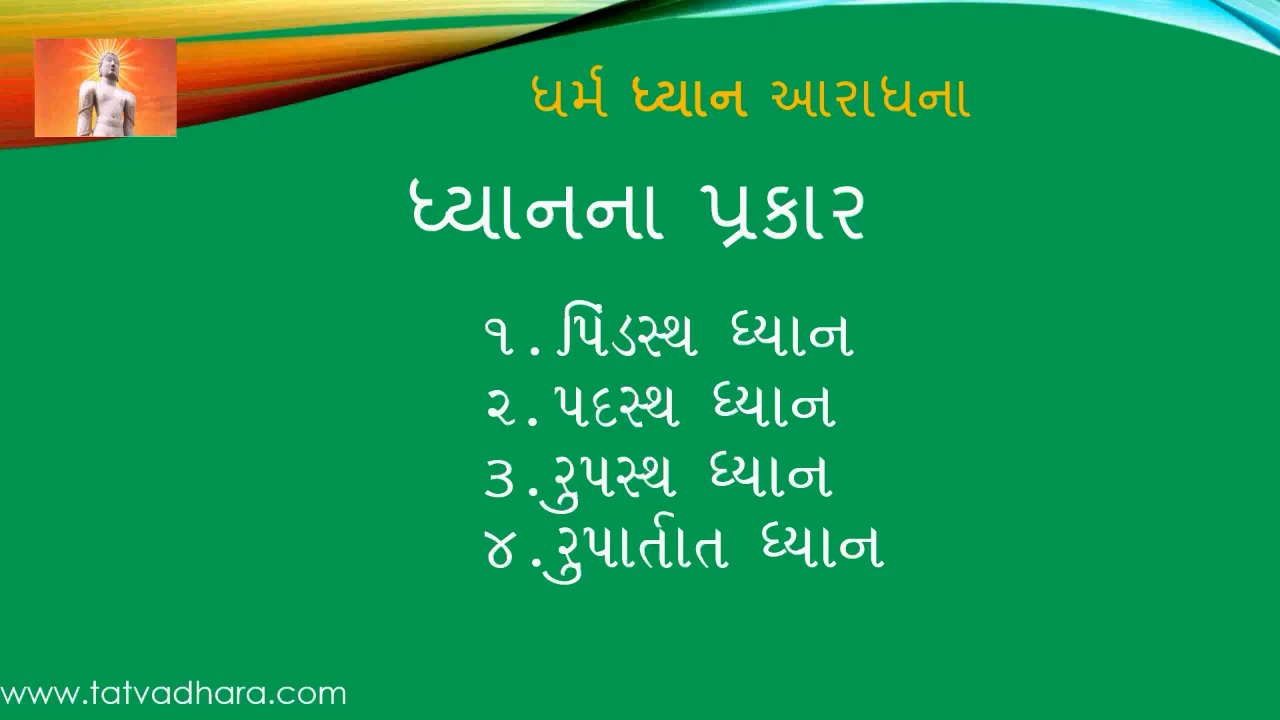 ધર્મ ધ્યાન આરાધના
ધ્યાનના પ્રકાર
૧.પિંડસ્થ ધ્યાન
૨.પદસ્થ ધ્યાન
૩.રુપસ્થ ધ્યાન
૪.રુપાર્તાત ધ્યાન
www.tatvadhara.com